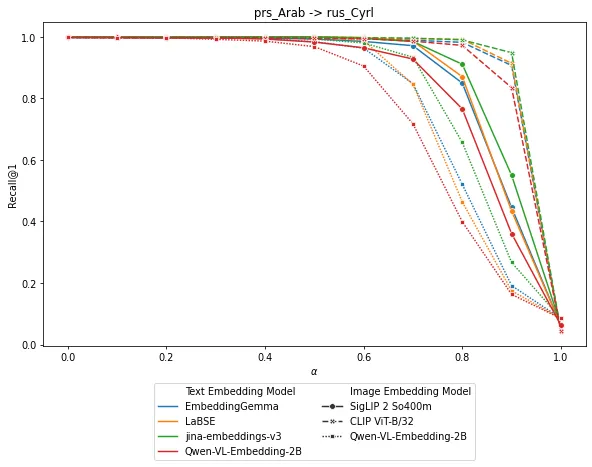 prs_Arab -> rus_Cyrl
Recall@1
1.0
0.8
0.6
0.4
0.2
0.0
0.0 0.2 0.4 0.6 0.8 1.0
α
Text Embedding Model
EmbeddingGemma
LaBSE
jina-embeddings-v3
Qwen-VL-Embedding-2B
Image Embedding Model
SigLIP 2 So400m
CLIP ViT-B/32
Qwen-VL-Embedding-2B